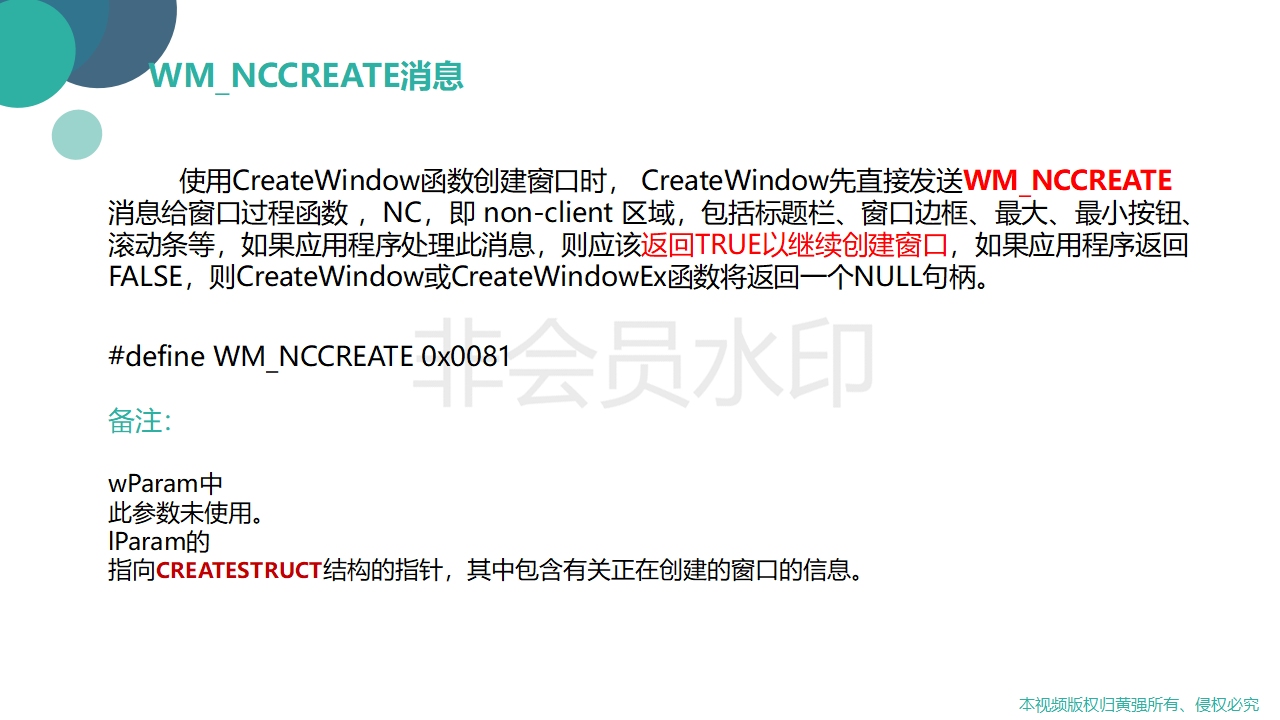 WM_NCCREATE消息
使用CreateWindow函数创建窗口时， CreateWindow先直接发送WM_NCCREATE
消息给窗口过程函数 ，NC，即 non-client 区域，包括标题栏、窗口边框、最大、最小按钮、
滚动条等，如果应用程序处理此消息，则应该返回TRUE以继续创建窗口，如果应用程序返回
FALSE，则CreateWindow或CreateWindowEx函数将返回一个NULL句柄。
非会员水印
#define WM_NCCREATE 0x0081
备注：
wParam中
此参数未使用。
lParam的
指向CREATESTRUCT结构的指针，其中包含有关正在创建的窗口的信息。
本视频版权归黄强所有、侵权必究